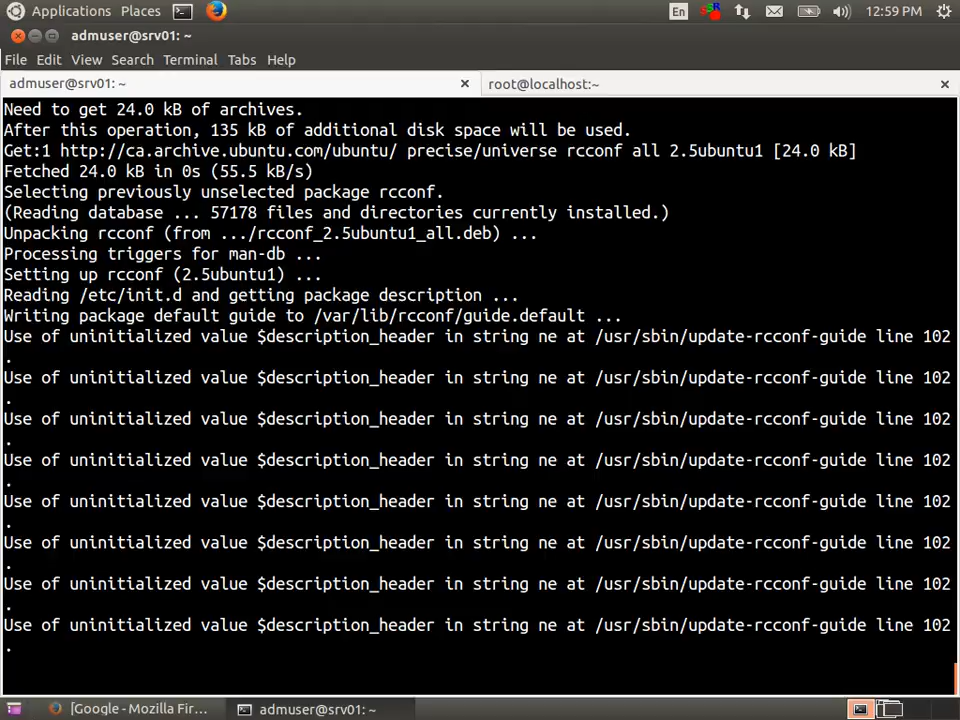 Applications Places En 12:59 PM
admuser@srv01: ~
File Edit View Search Terminal Tabs Help
admuser@srv01: ~ × root@localhost:~ ×
Need to get 24.0 kB of archives.
After this operation, 135 kB of additional disk space will be used.
Get:1 http://ca.archive.ubuntu.com/ubuntu/ precise/universe rcconf all 2.5ubuntu1 [24.0 kB]
Fetched 24.0 kB in 0s (55.5 kB/s)
Selecting previously unselected package rcconf.
(Reading database ... 57178 files and directories currently installed.)
Unpacking rcconf (from .../rcconf_2.5ubuntu1_all.deb) ...
Processing triggers for man-db ...
Setting up rcconf (2.5ubuntu1) ...
Reading /etc/init.d and getting package description ...
Writing package default guide to /var/lib/rcconf/guide.default ...
Use of uninitialized value $description_header in string ne at /usr/sbin/update-rcconf-guide line 102
.
Use of uninitialized value $description_header in string ne at /usr/sbin/update-rcconf-guide line 102
.
Use of uninitialized value $description_header in string ne at /usr/sbin/update-rcconf-guide line 102
.
Use of uninitialized value $description_header in string ne at /usr/sbin/update-rcconf-guide line 102
.
Use of uninitialized value $description_header in string ne at /usr/sbin/update-rcconf-guide line 102
.
Use of uninitialized value $description_header in string ne at /usr/sbin/update-rcconf-guide line 102
.
Use of uninitialized value $description_header in string ne at /usr/sbin/update-rcconf-guide line 102
.
Use of uninitialized value $description_header in string ne at /usr/sbin/update-rcconf-guide line 102
.
[Google - Mozilla Fir... admuser@srv01: ~